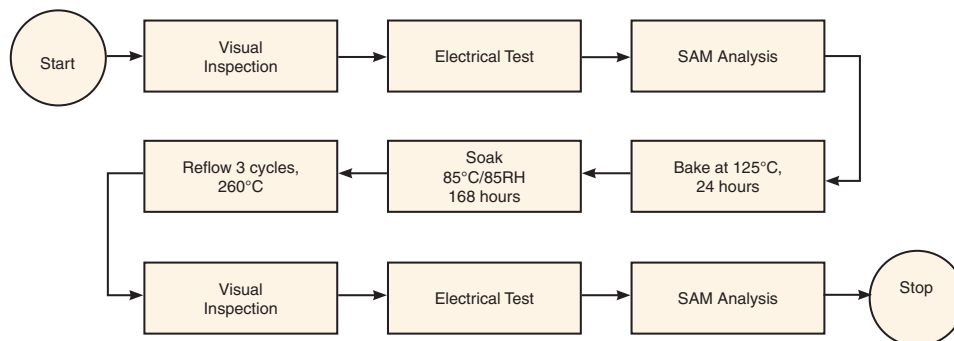 Start
Visual
Inspection
Electrical Test
SAM Analysis
Reflow 3 cycles,
260°C
Soak
85°C/85RH
168 hours
Bake at 125°C,
24 hours
Visual
Inspection
Electrical Test
SAM Analysis
Stop